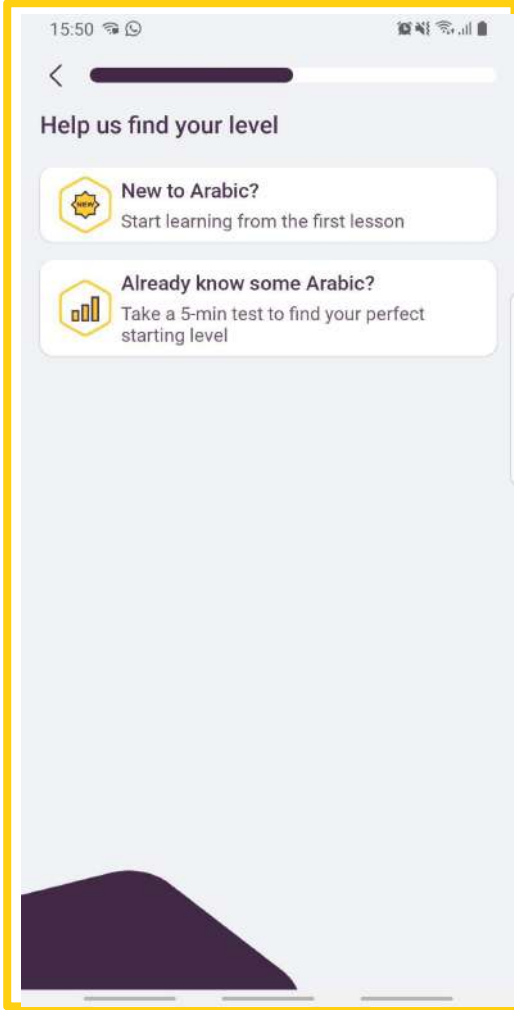 15:50
Help us find your level
NEW
New to Arabic?
Start learning from the first lesson
Already know some Arabic?
Take a 5-min test to find your perfect
starting level